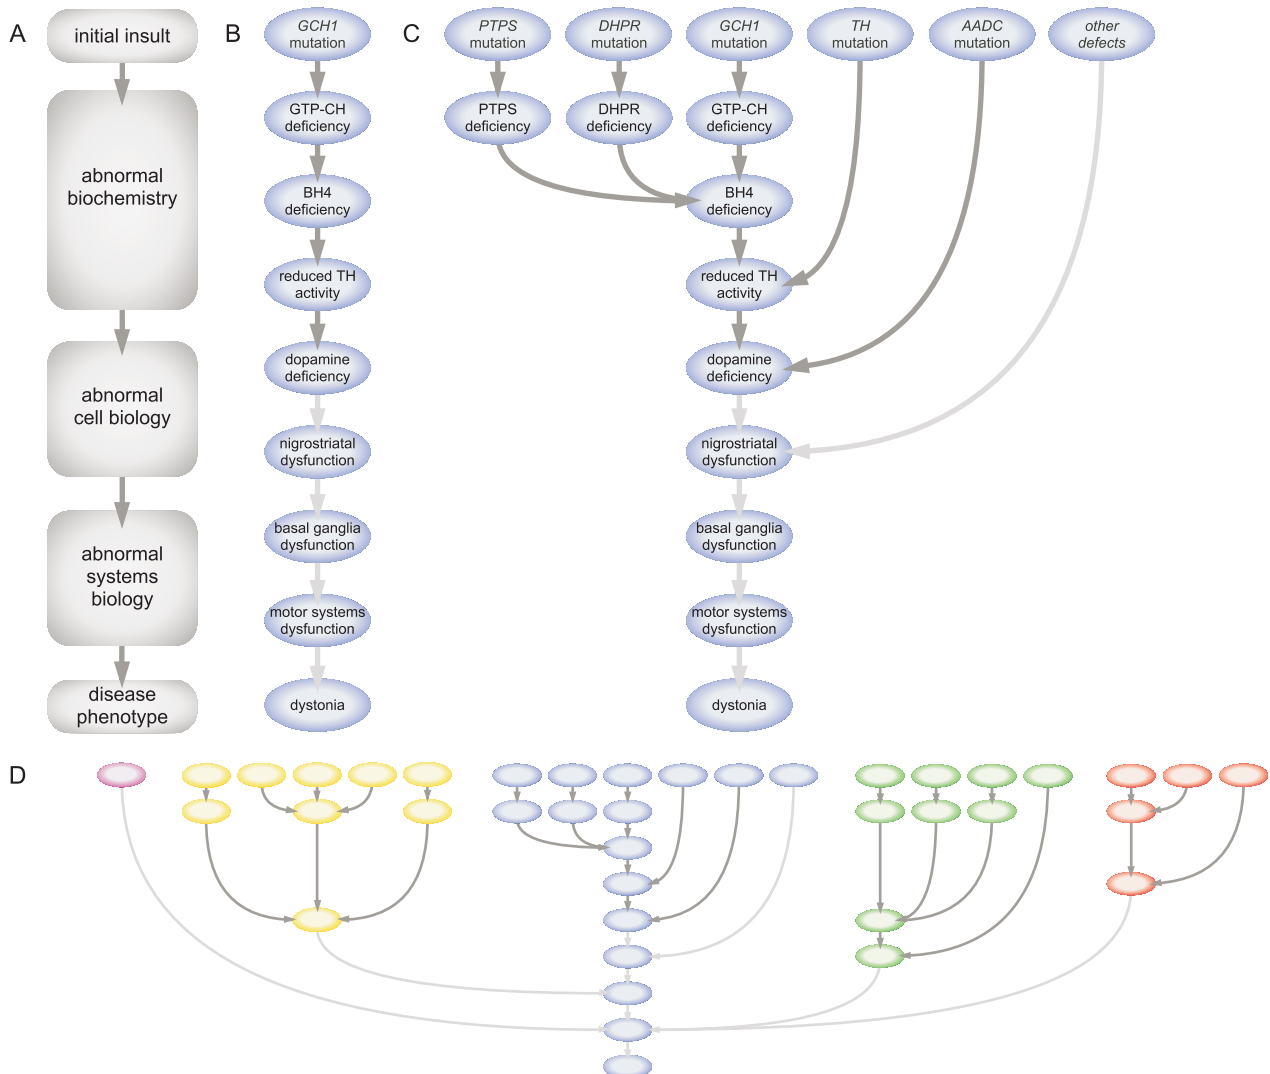 A
initial insult
abnormal
biochemistry
abnormal
cell biology
abnormal
systems
biology
disease
phenotype
B
GCH1
mutation
GTP-CH
deficiency
BH4
deficiency
reduced TH
activity
dopamine
deficiency
nigrostriatal
dysfunction
basal ganglia
dysfunction
motor systems
dysfunction
dystonia
C
PTPS
mutation
DHPR
mutation
GCH1
mutation
TH
mutation
AADC
mutation
other
defects
PTPS
deficiency
DHPR
deficiency
GTP-CH
deficiency
BH4
deficiency
reduced TH
activity
dopamine
deficiency
nigrostriatal
dysfunction
basal ganglia
dysfunction
motor systems
dysfunction
dystonia
D